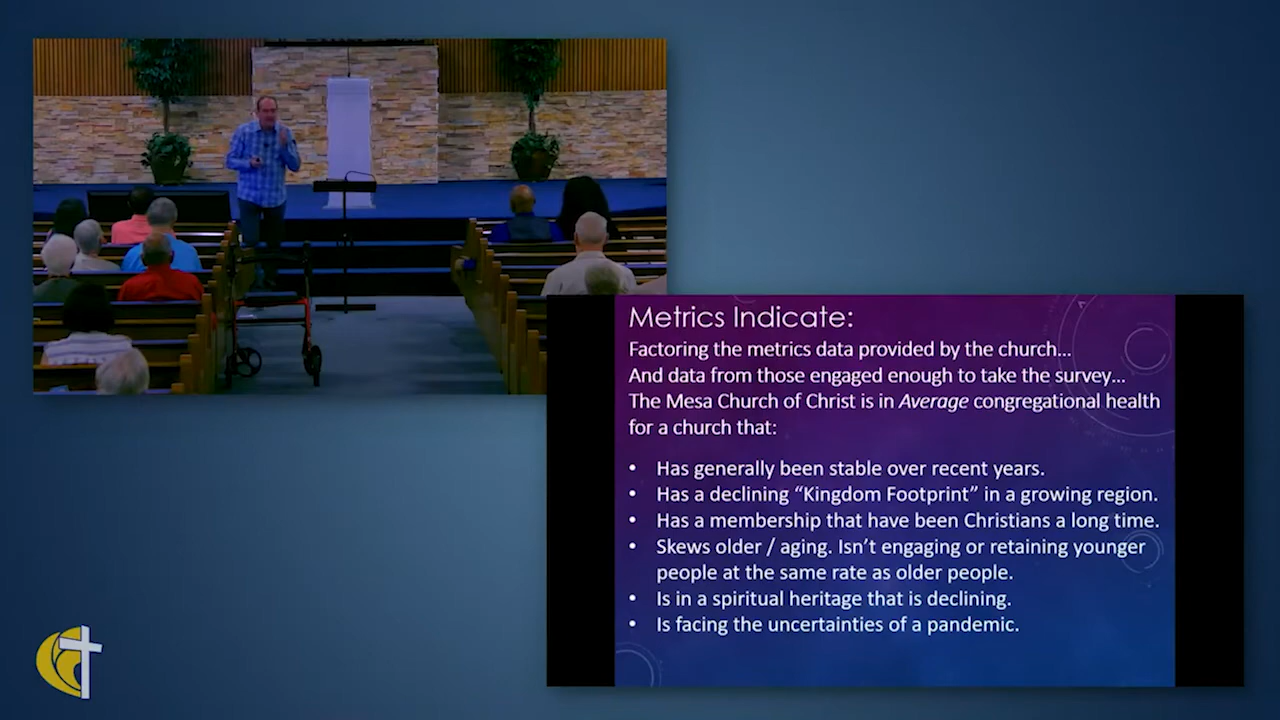 Metrics Indicate:
Factoring the metrics data provided by the church...
And data from those engaged enough to take the survey...
The Mesa Church of Christ is in Average congregational health
for a church that:
• Has generally been stable over recent years.
• Has a declining “Kingdom Footprint” in a growing region.
• Has a membership that have been Christians a long time.
• Skews older / aging. Isn’t engaging or retaining younger
people at the same rate as older people.
• Is in a spiritual heritage that is declining.
• Is facing the uncertainties of a pandemic.